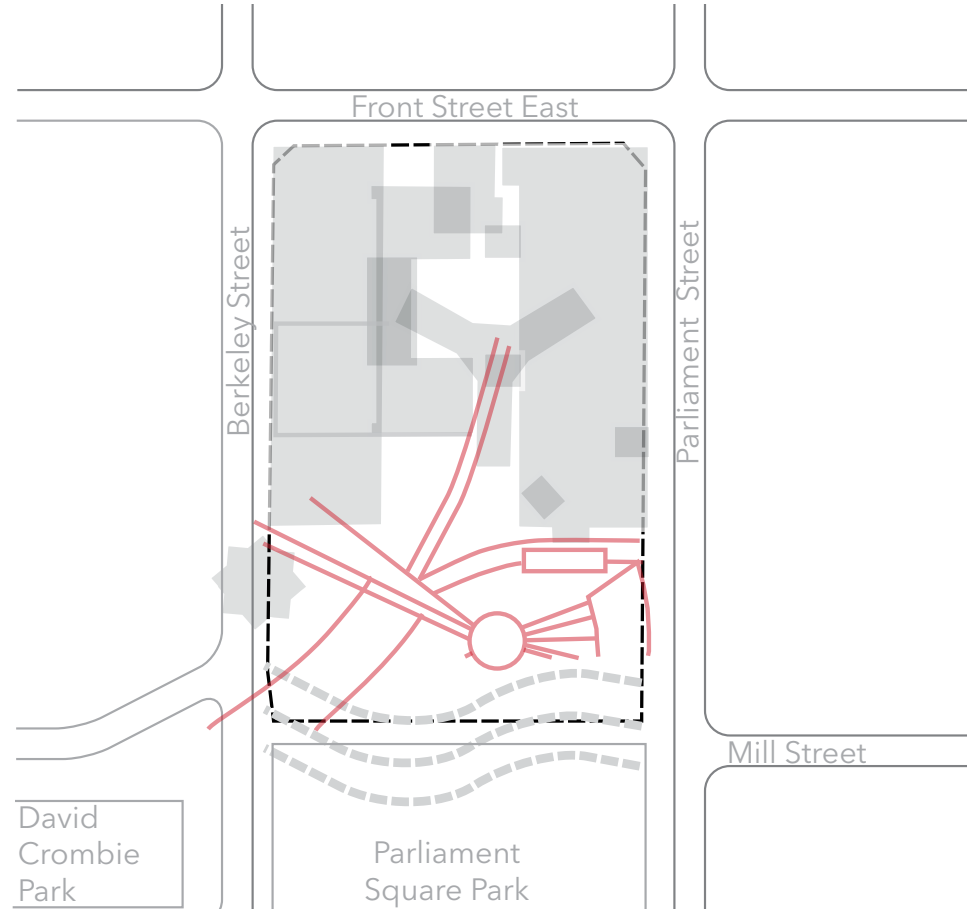 Front Street East
Berkeley Street
Parliament Street
Mill Street
David
Crombie
Park
Parliament
Square Park